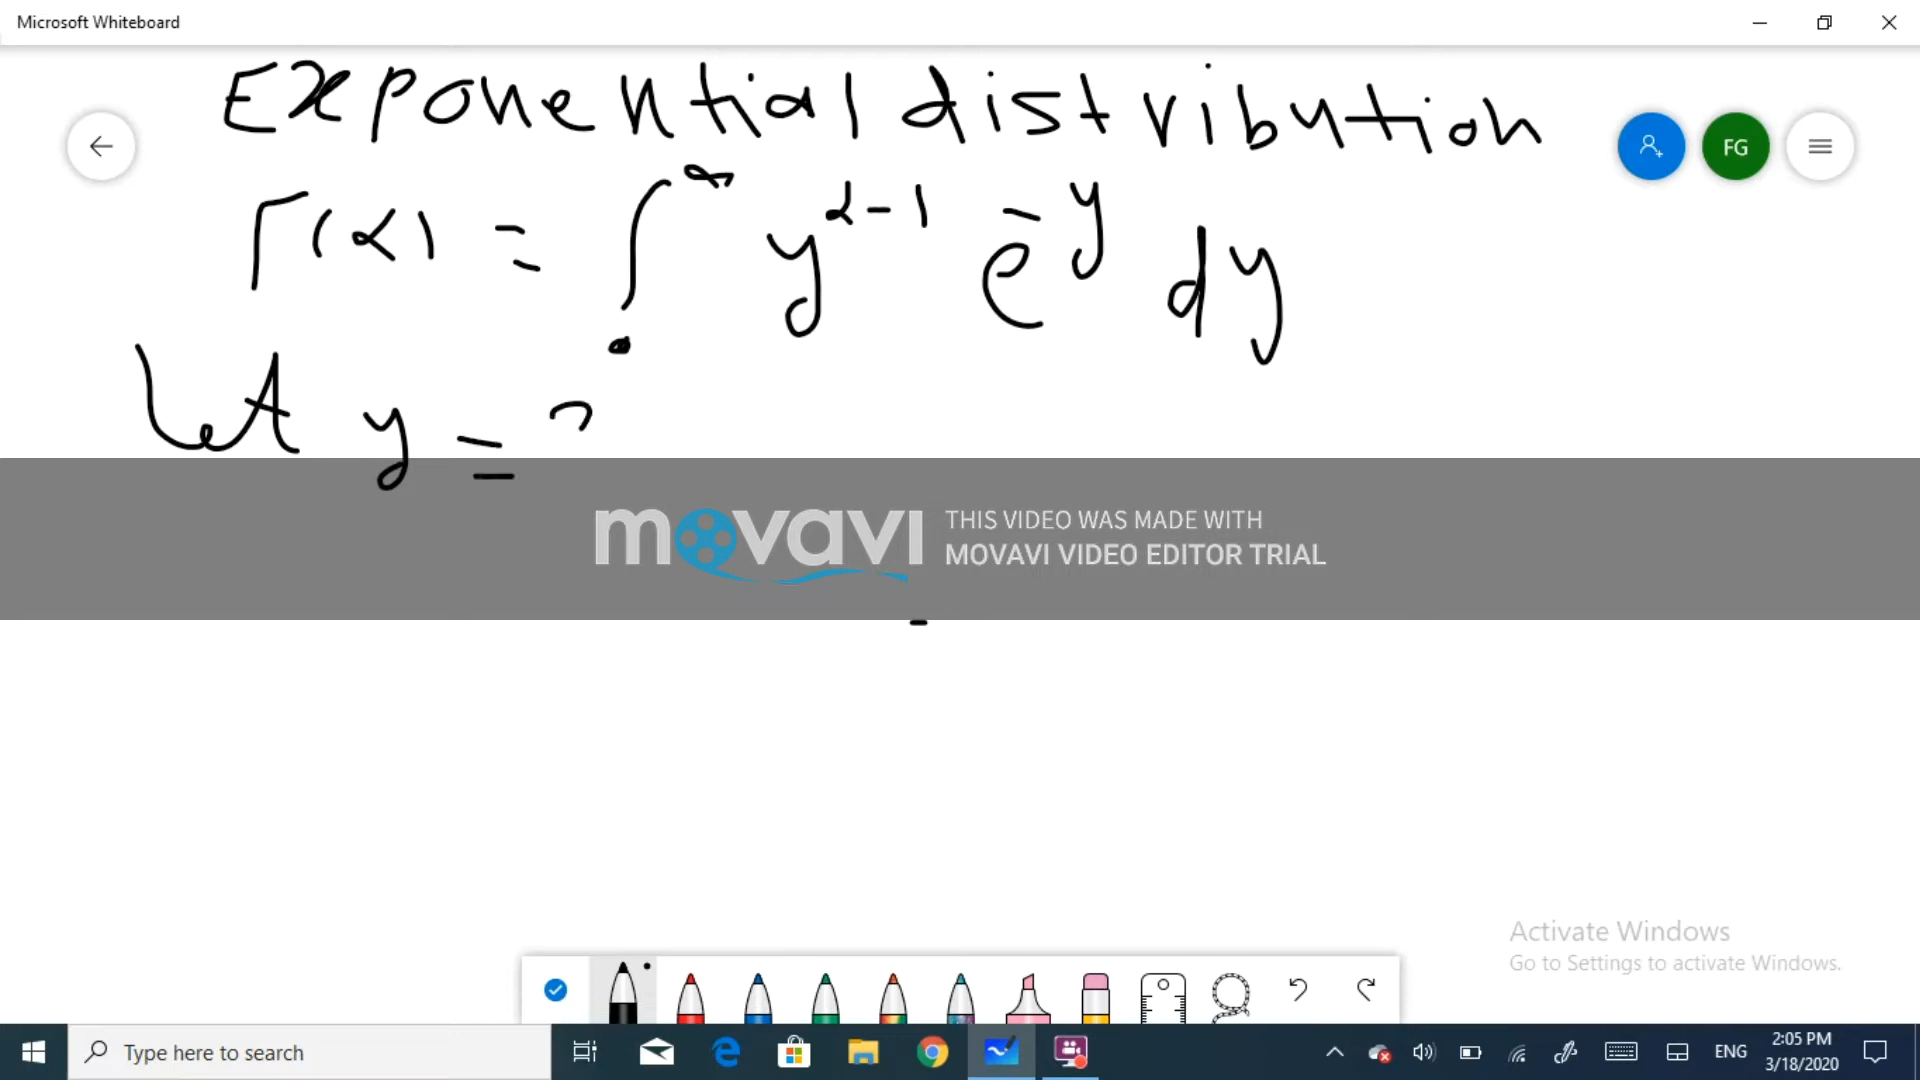 Microsoft Whiteboard
Exponential distribution
FG
Γ(α) = ∫₀^∞ y^{α-1} e^{-y} dy
Let y =
movavi
THIS VIDEO WAS MADE WITH
MOVAVI VIDEO EDITOR TRIAL
Activate Windows
Go to Settings to activate Windows.
Type here to search
ENG
2:05 PM
3/18/2020